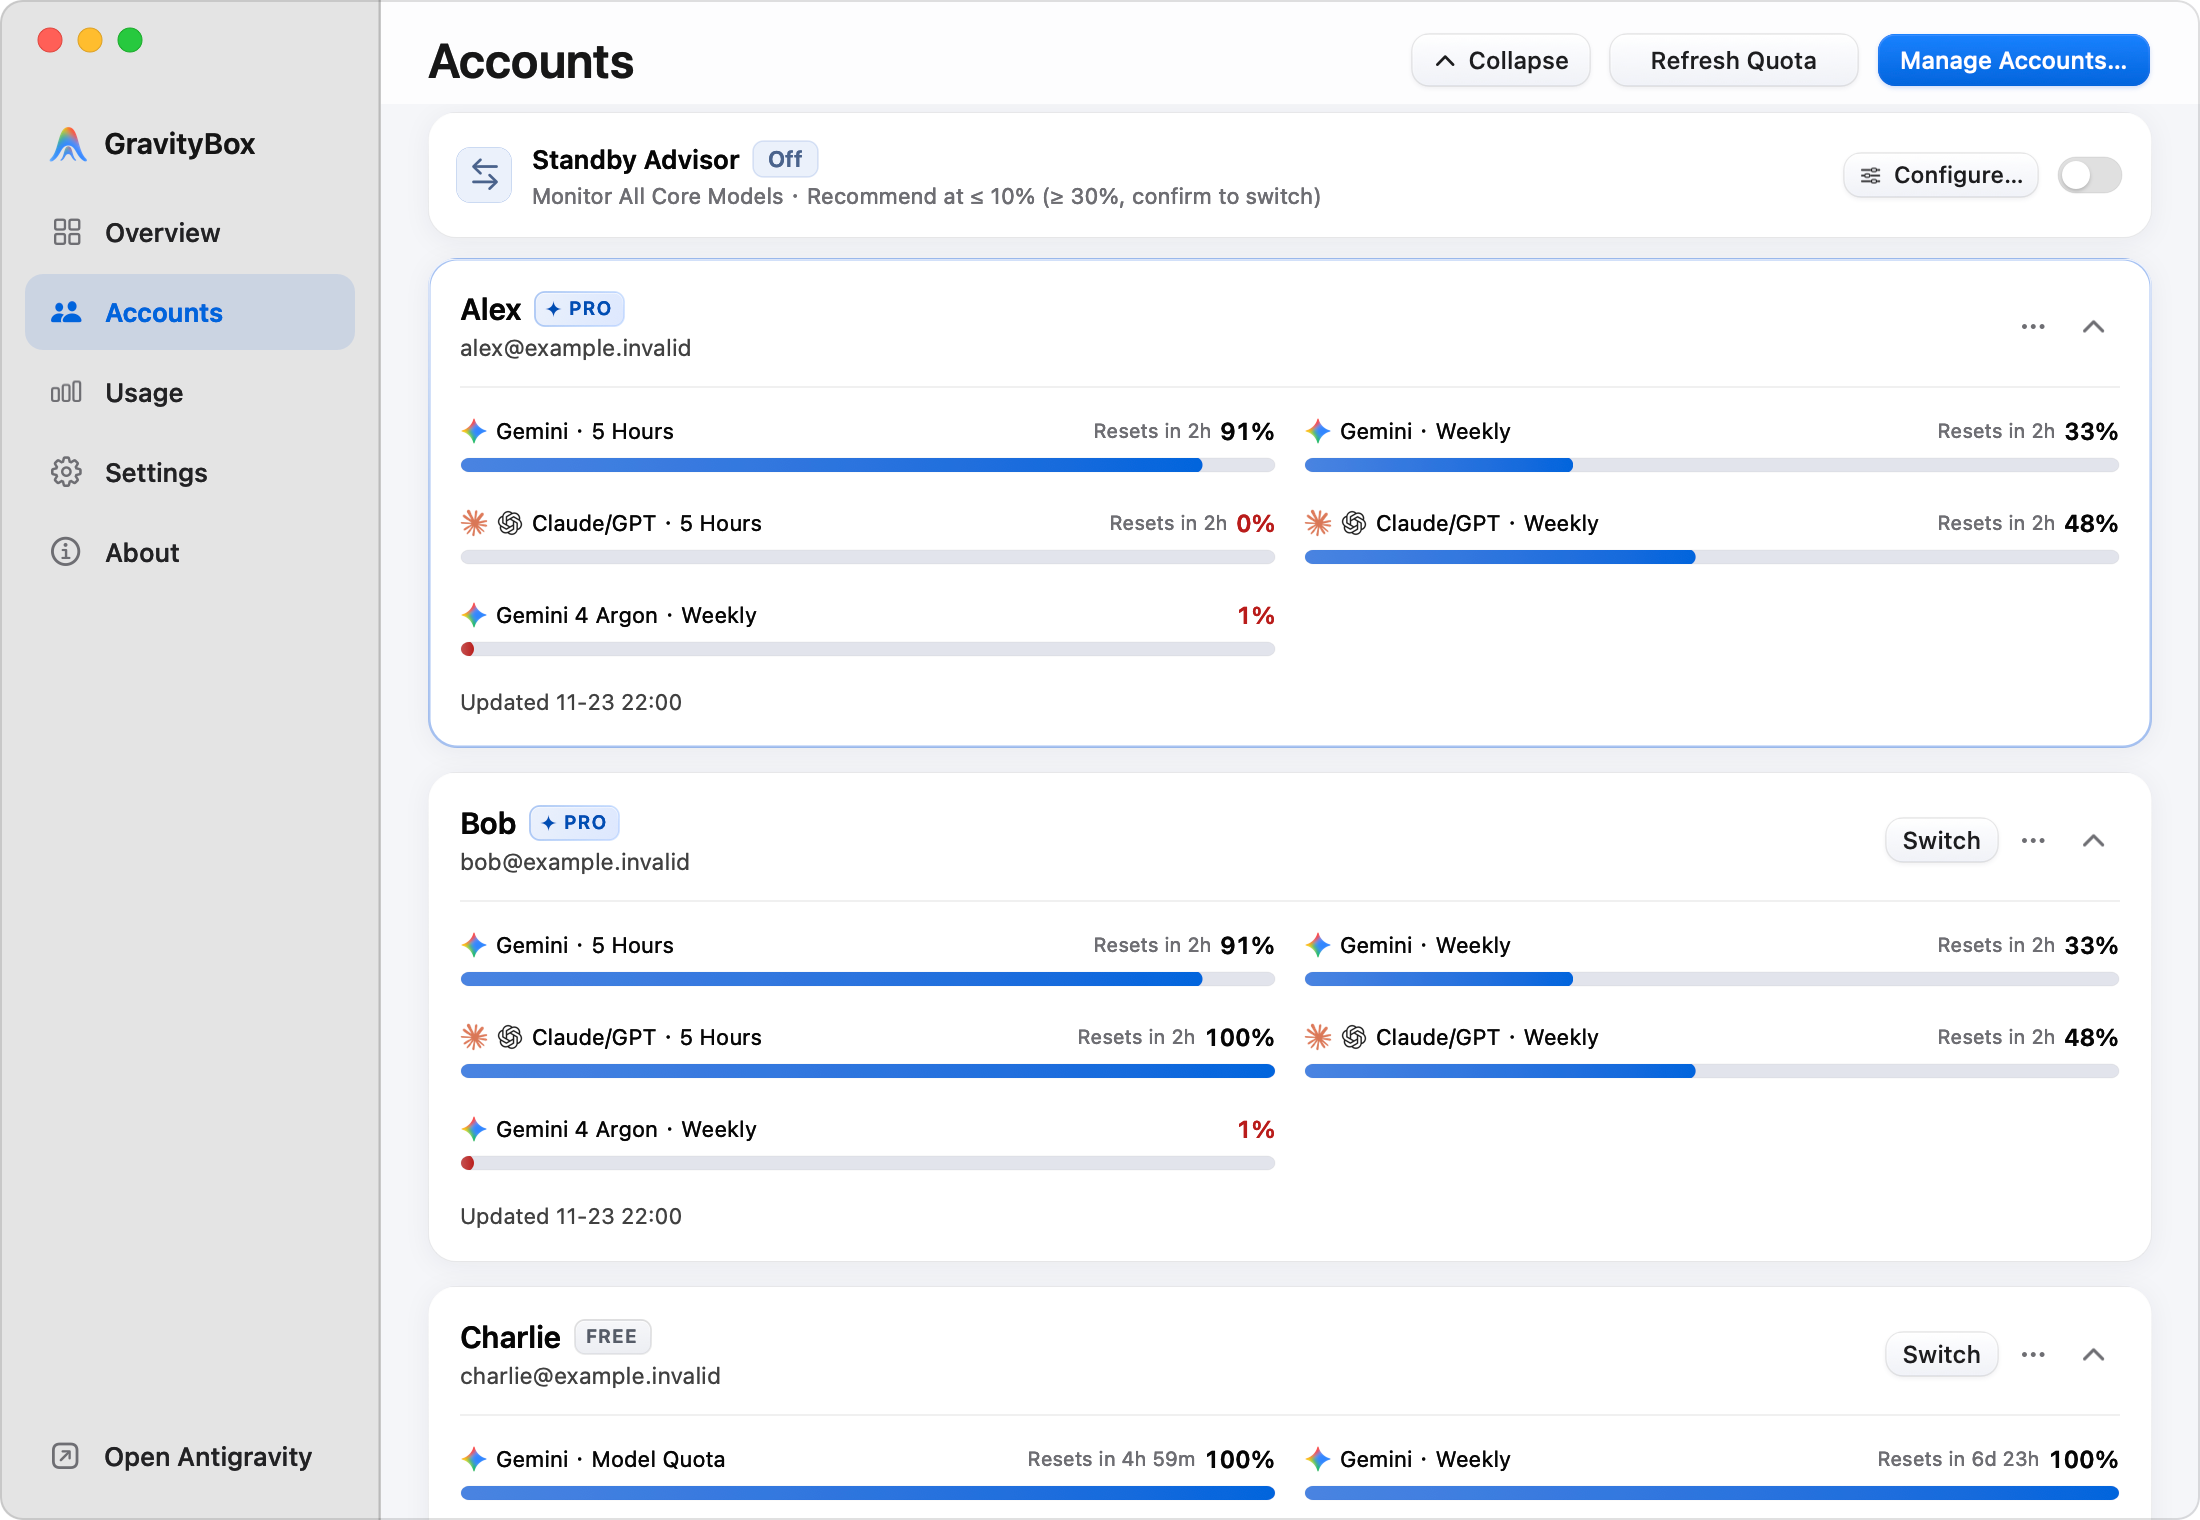 Accounts
Collapse
Refresh Quota
Manage Accounts...
GravityBox
Overview
Accounts
Usage
Settings
About
Open Antigravity
Standby Advisor Off
Monitor All Core Models · Recommend at ≤ 10% (≥ 30%, confirm to switch)
Configure...
Alex PRO
alex@example.invalid
Gemini · 5 Hours Resets in 2h 91%
Gemini · Weekly Resets in 2h 33%
Claude/GPT · 5 Hours Resets in 2h 0%
Claude/GPT · Weekly Resets in 2h 48%
Gemini 4 Argon · Weekly 1%
Updated 11-23 22:00
Bob PRO
bob@example.invalid
Switch
Gemini · 5 Hours Resets in 2h 91%
Gemini · Weekly Resets in 2h 33%
Claude/GPT · 5 Hours Resets in 2h 100%
Claude/GPT · Weekly Resets in 2h 48%
Gemini 4 Argon · Weekly 1%
Updated 11-23 22:00
Charlie FREE
charlie@example.invalid
Switch
Gemini · Model Quota Resets in 4h 59m 100%
Gemini · Weekly Resets in 6d 23h 100%